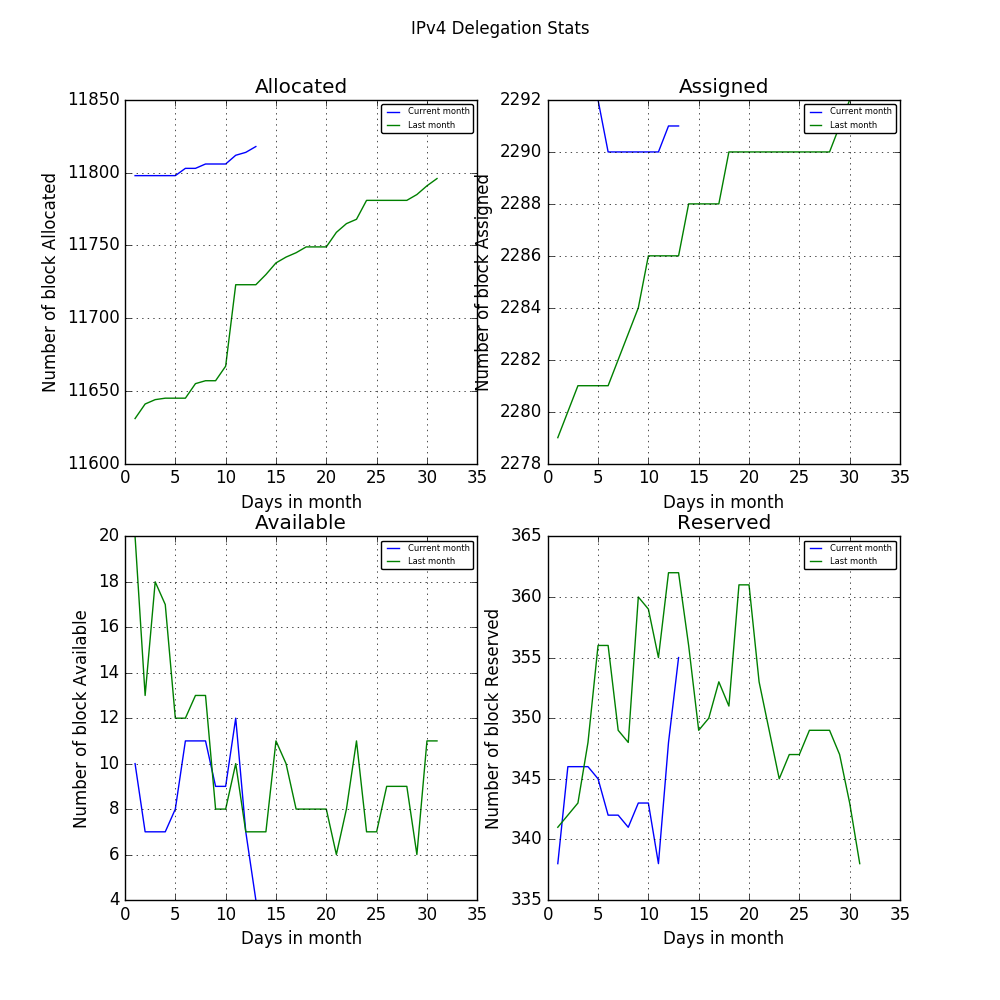 IPv4 Delegation Stats
Allocated
11850
11800
11750
11700
11650
11600
Number of block Allocated
Current month
Last month
0 5 10 15 20 25 30 35
Days in month
Assigned
2292
2290
2288
2286
2284
2282
2280
2278
Number of block Assigned
Current month
Last month
0 5 10 15 20 25 30 35
Days in month
Available
20
18
16
14
12
10
8
6
4
Number of block Available
Current month
Last month
0 5 10 15 20 25 30 35
Days in month
Reserved
365
360
355
350
345
340
335
Number of block Reserved
Current month
Last month
0 5 10 15 20 25 30 35
Days in month